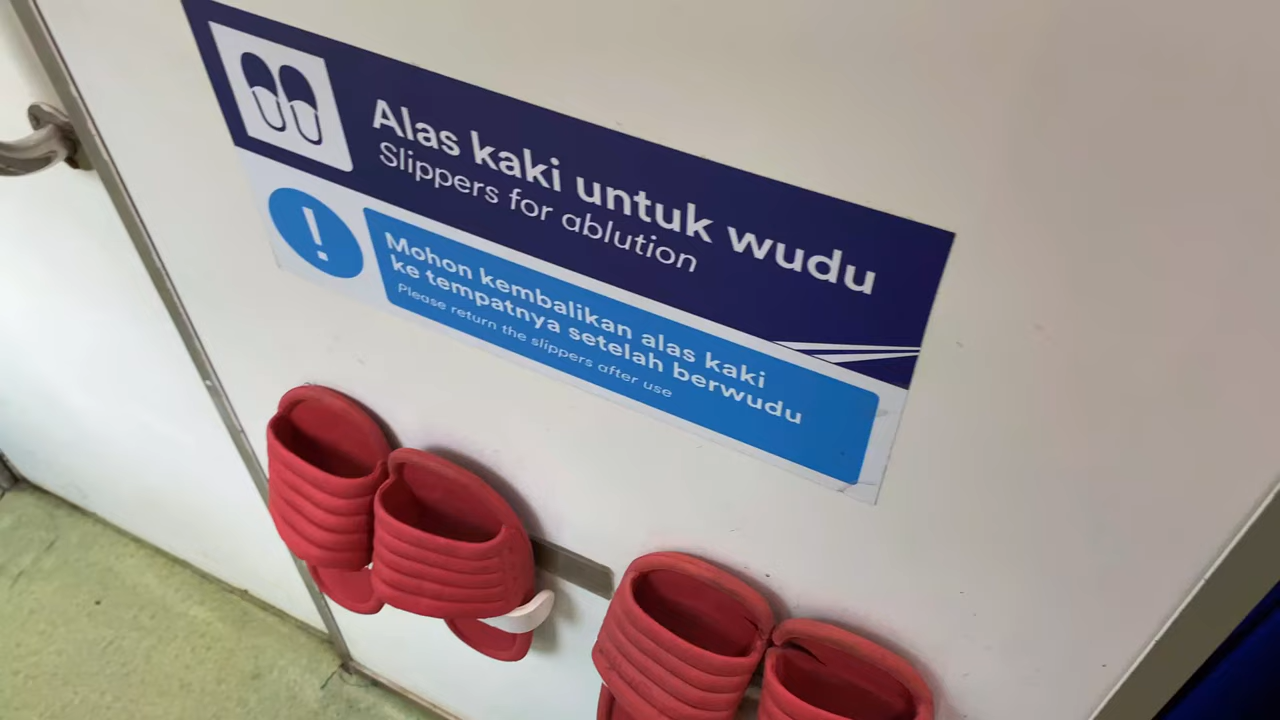 Alas kaki untuk wudu
Slippers for ablution
!
Mohon kembalikan alas kaki
ke tempatnya setelah berwudu
Please return the slippers after use